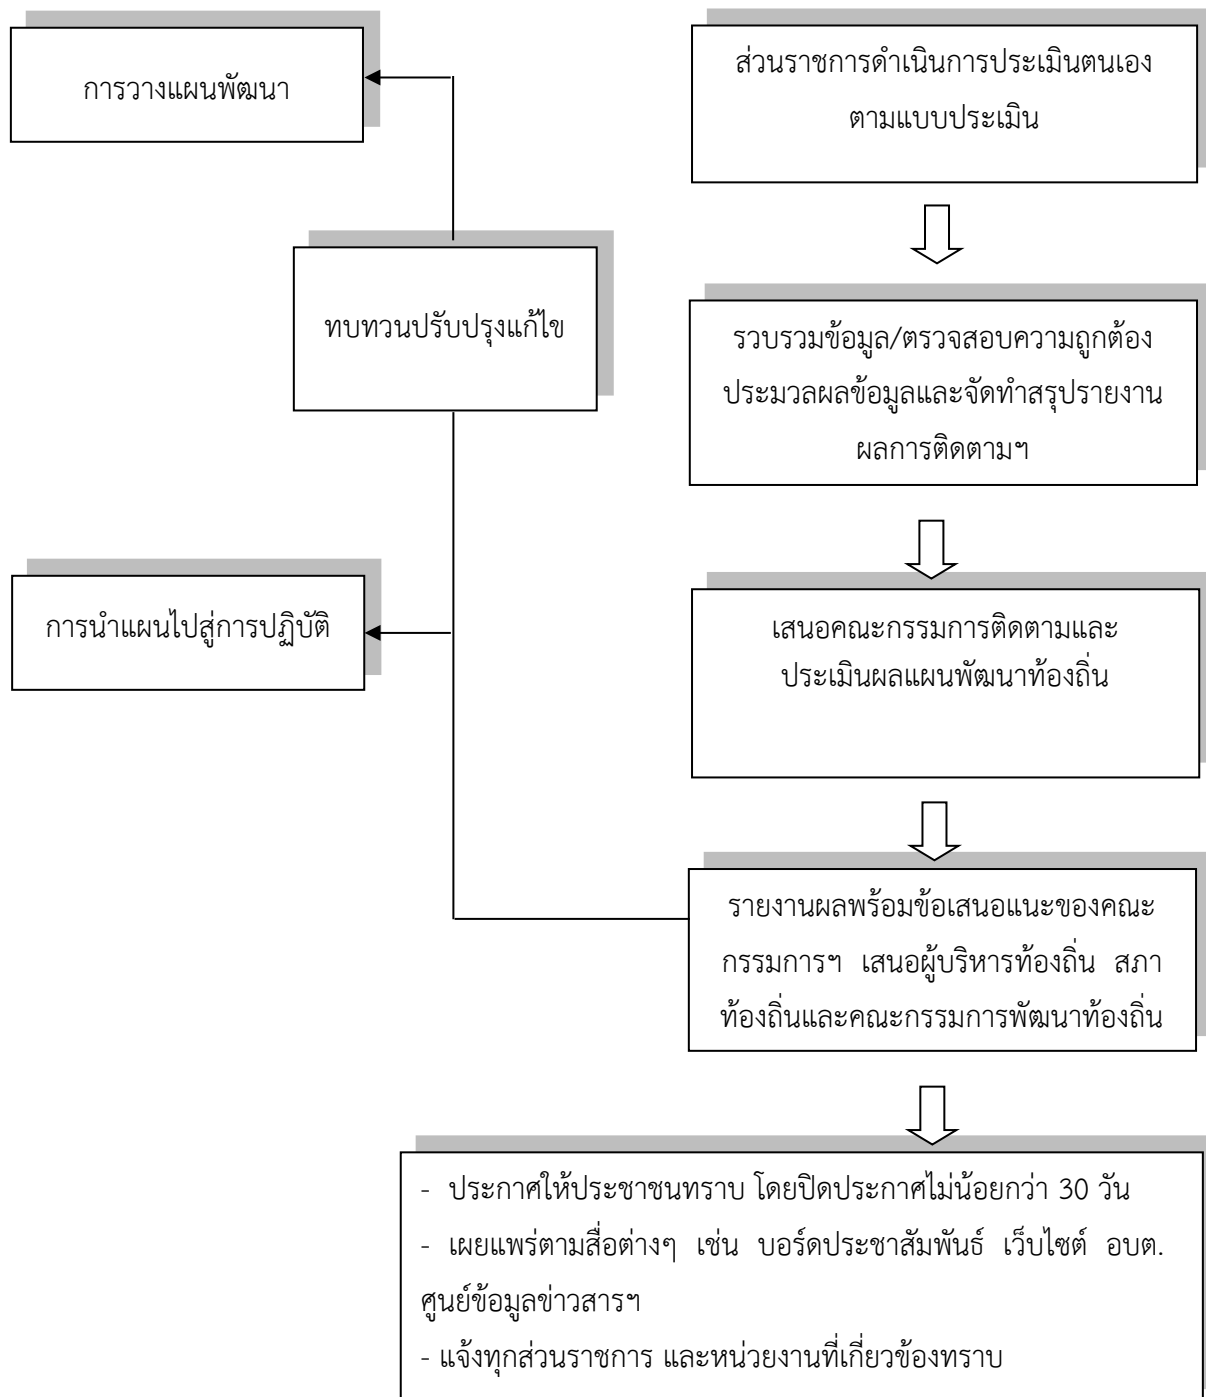 การวางแผนพัฒนา
ส่วนราชการดำเนินการประเมินตนเอง
ตามแบบประเมิน
ทบทวนปรับปรุงแก้ไข
รวบรวมข้อมูล/ตรวจสอบความถูกต้อง
ประมวลผลข้อมูลและจัดทำสรุปรายงาน
ผลการติดตามฯ
การนำแผนไปสู่การปฏิบัติ
เสนอคณะกรรมการติดตามและ
ประเมินผลแผนพัฒนาท้องถิ่น
รายงานผลพร้อมข้อเสนอแนะของคณะ
กรรมการฯ เสนอผู้บริหารท้องถิ่น สภา
ท้องถิ่นและคณะกรรมการพัฒนาท้องถิ่น
- ประกาศให้ประชาชนทราบ โดยปิดประกาศไม่น้อยกว่า 30 วัน
- เผยแพร่ตามสื่อต่างๆ เช่น บอร์ดประชาสัมพันธ์ เว็บไซต์ อบต.
ศูนย์ข้อมูลข่าวสารฯ
- แจ้งทุกส่วนราชการ และหน่วยงานที่เกี่ยวข้องทราบ